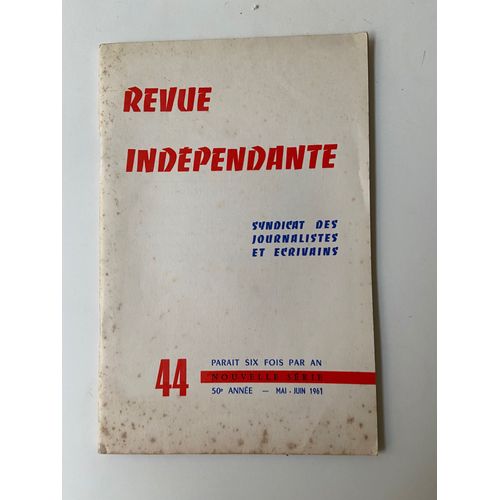 REVUE
INDÉPENDANTE
SYNDICAT DES
JOURNALISTES
ET ECRIVAINS
44
PARAIT SIX FOIS PAR AN
NOUVELLE SÉRIE
50e ANNÉE — MAI - JUIN 1961